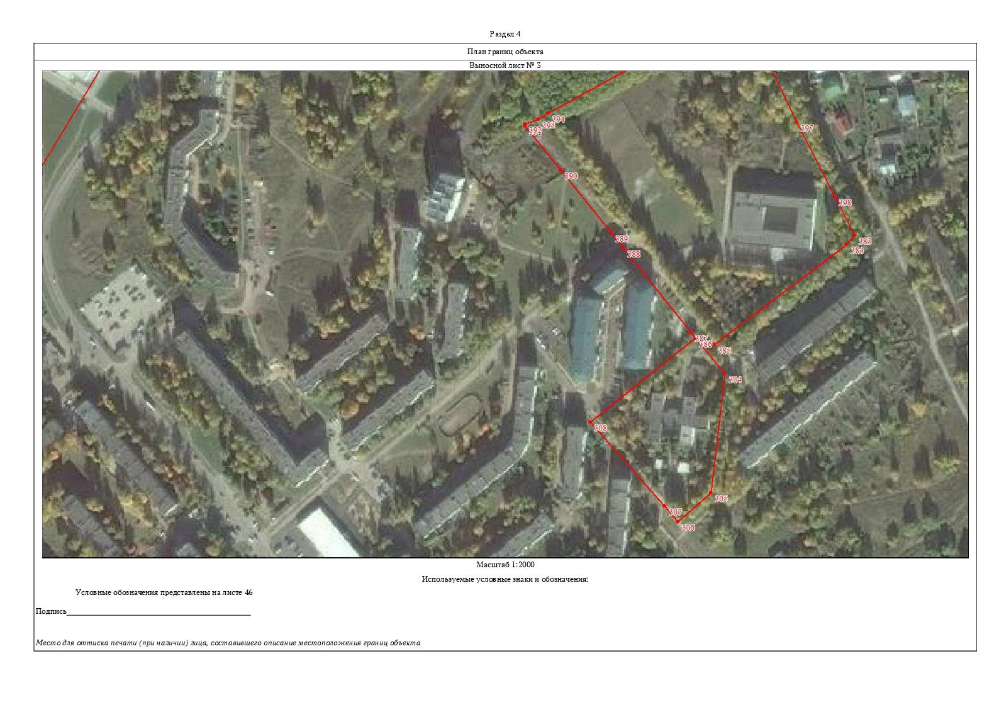 Раздел 4
План границ объекта
Выносной лист № 3
394
393
392
397
390
398
389
383
388
384
387
386
385
304
308
305
307
306
Масштаб 1:2000
Используемые условные знаки и обозначения:
Условные обозначения представлены на листе 46
Подпись
Место для оттиска печати (при наличии) лица, составившего описание местоположения границ объекта